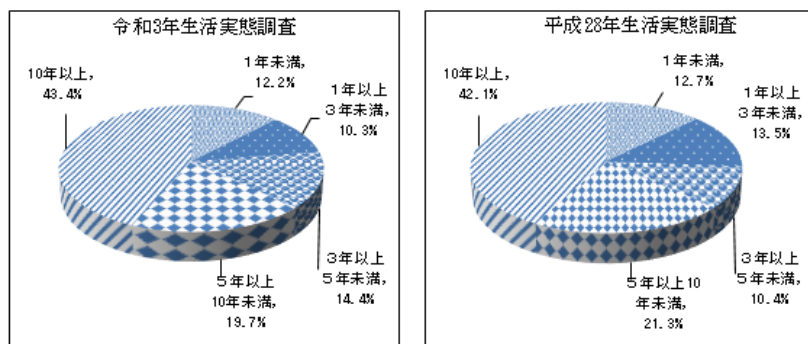 令和3年生活実態調査
10年以上,
43.4%
1年未満,
12.2%
1年以上
3年未満,
10.3%
3年以上
5年未満,
14.4%
5年以上
10年未満,
19.7%
平成28年生活実態調査
10年以上,
42.1%
1年未満,
12.7%
1年以上
3年未満,
13.5%
3年以上
5年未満,
10.4%
5年以上10
年未満,
21.3%